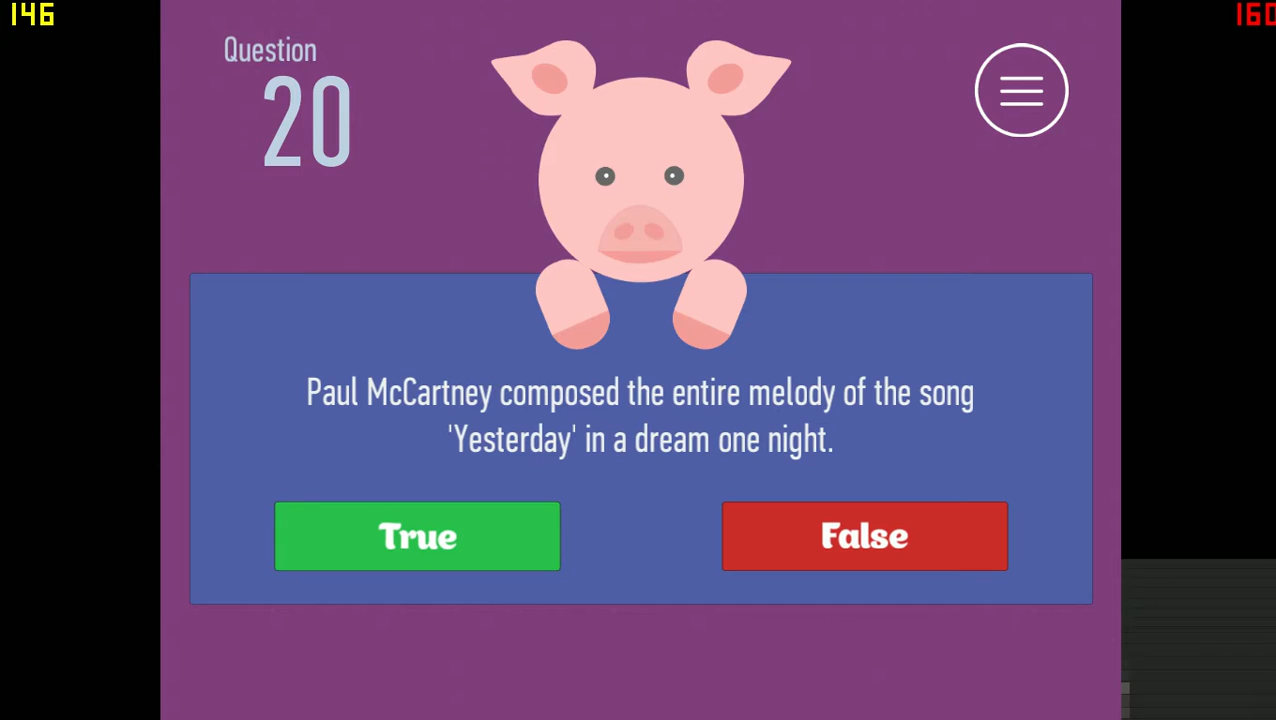 146
160
Question
20
Paul McCartney composed the entire melody of the song
'Yesterday' in a dream one night.
True
False